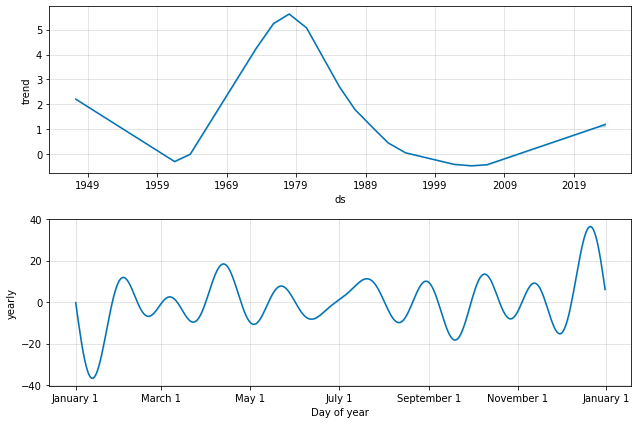 5
4
3
2
1
0
trend
1949 1959 1969 1979 1989 1999 2009 2019
ds
40
20
0
−20
−40
yearly
January 1 March 1 May 1 July 1 September 1 November 1 January 1
Day of year